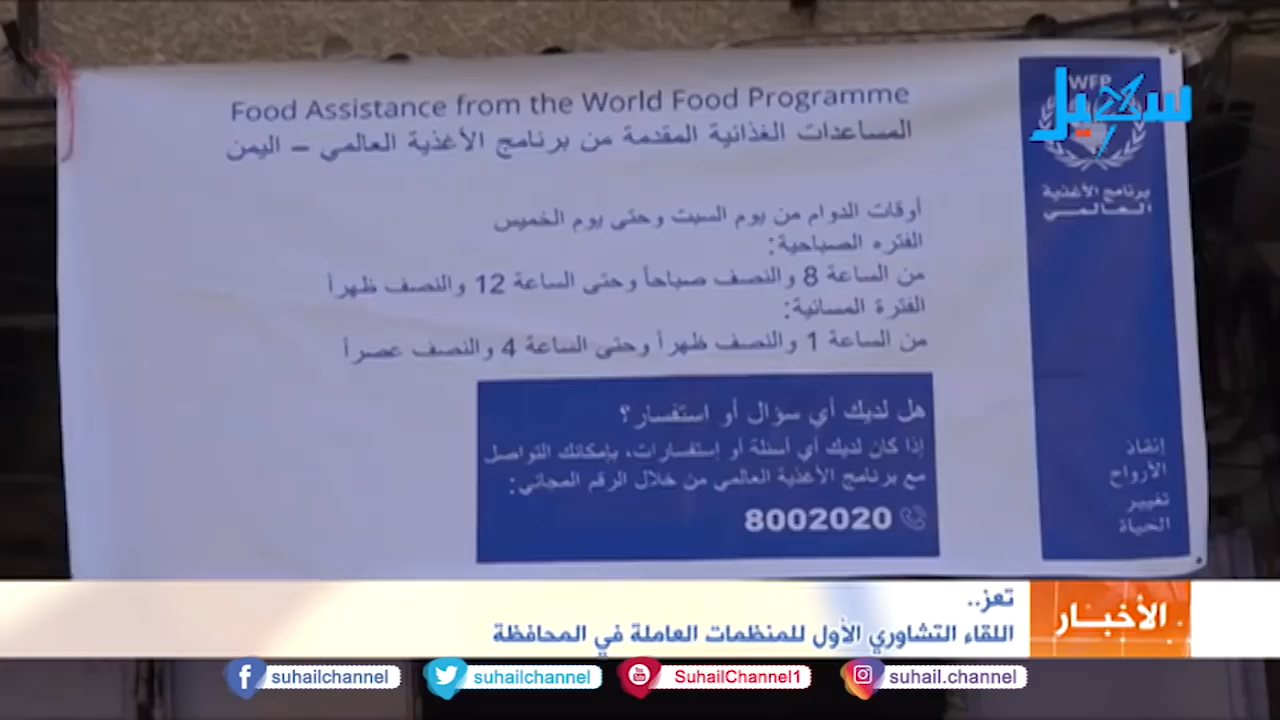 Food Assistance from the World Food Programme
المساعدات الغذائية المقدمة من برنامج الأغذية العالمي – اليمن
أوقات الدوام من يوم السبت وحتى يوم الخميس
الفتره الصباحية:
من الساعة 8 والنصف صباحاً وحتى الساعة 12 والنصف ظهراً
الفترة المسائية:
من الساعة 1 والنصف ظهراً وحتى الساعة 4 والنصف عصراً
هل لديك أي سؤال أو استفسار؟
إذا كان لديك أي أسئلة أو إستفسارات، بإمكانك التواصل
مع برنامج الأغذية العالمي من خلال الرقم المجاني:
8002020
WFP
سهيل
برنامج الأغذية
العالمي
إنقاذ
الأرواح
تغيير
الحياة
الأخبار
تعز..
اللقاء التشاوري الأول للمنظمات العاملة في المحافظة
suhailchannel
suhailchannel
SuhailChannel1
suhail.channel